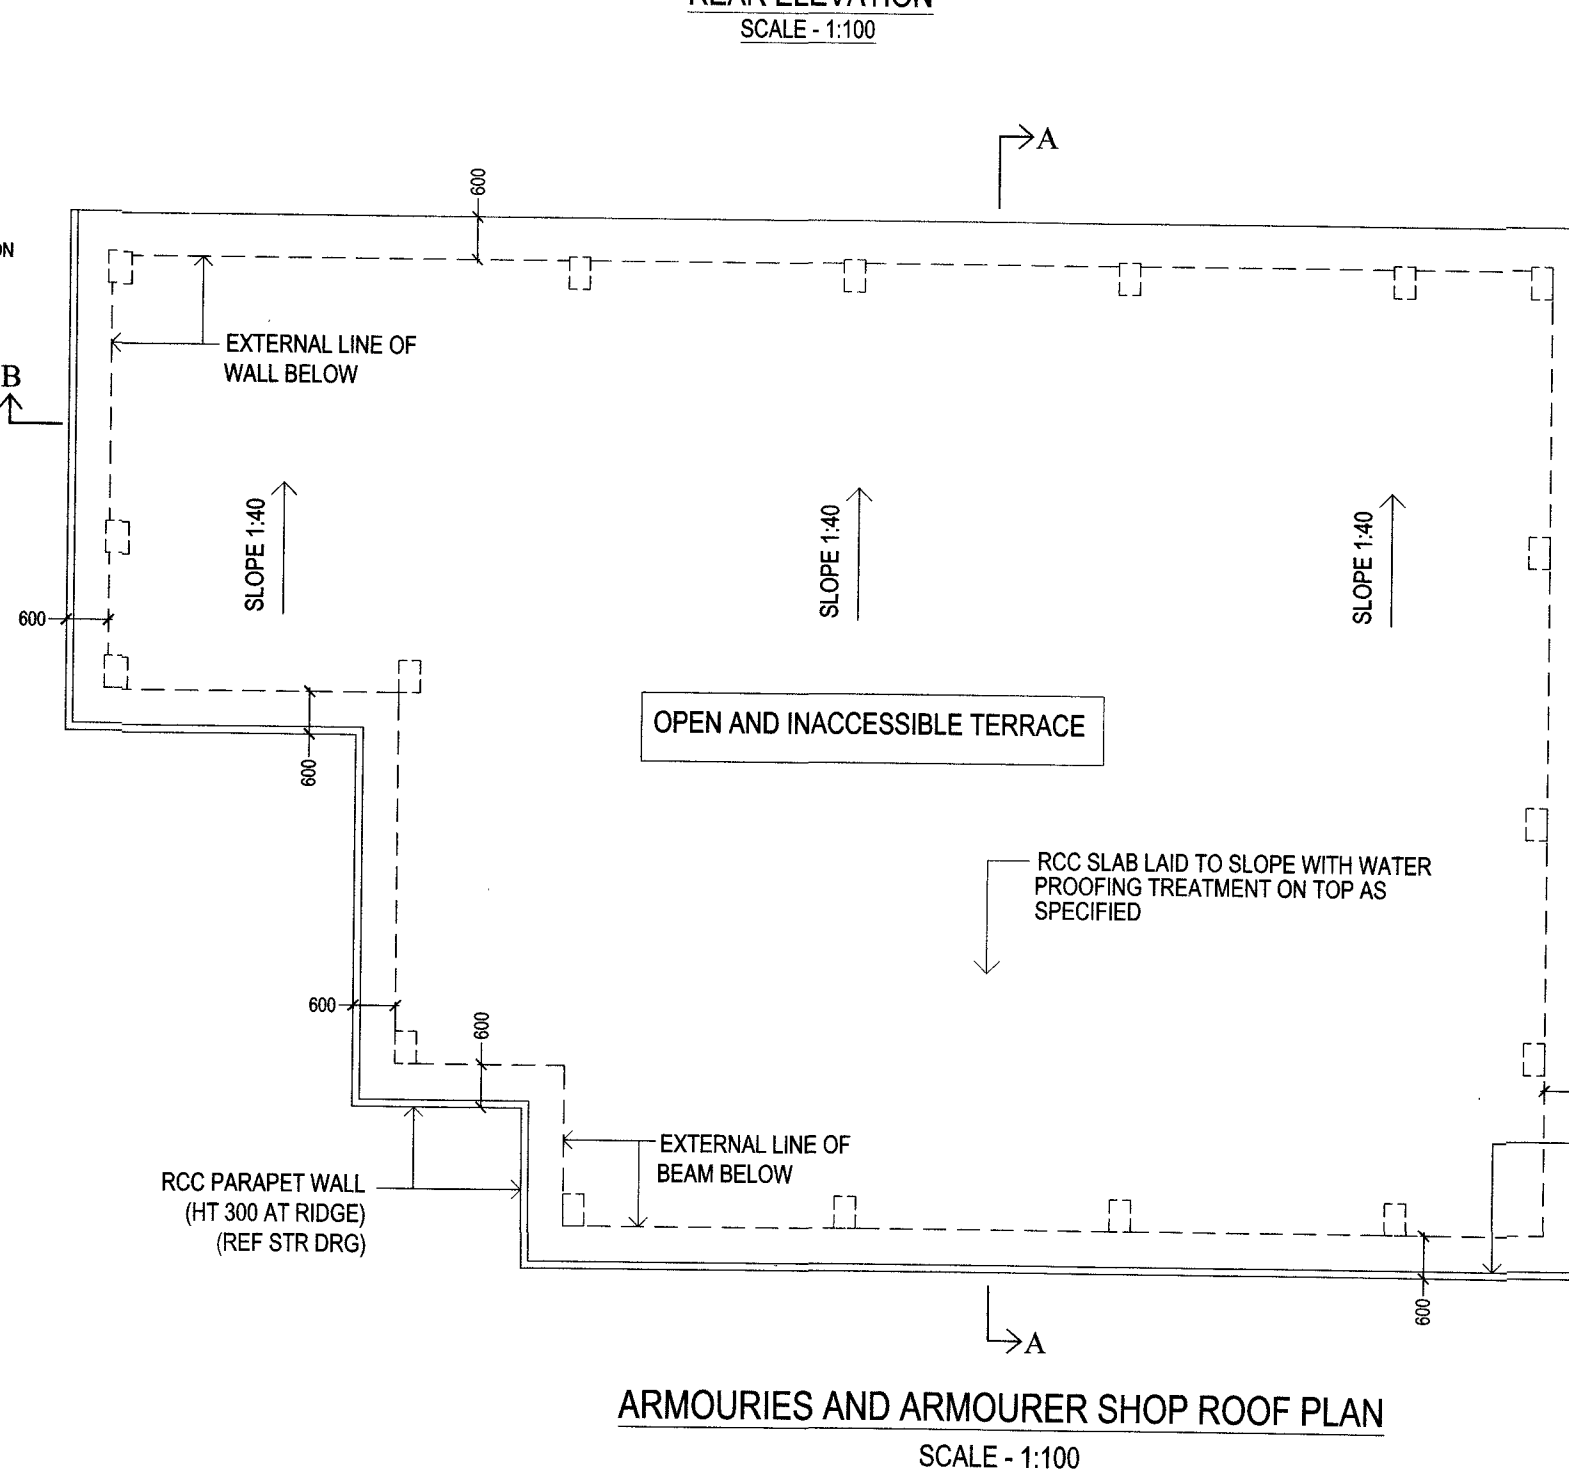 REAR ELEVATION
SCALE - 1:100
A
600
ON
EXTERNAL LINE OF
WALL BELOW
B
SLOPE 1:40
SLOPE 1:40
SLOPE 1:40
600
OPEN AND INACCESSIBLE TERRACE
600
RCC SLAB LAID TO SLOPE WITH WATER
PROOFING TREATMENT ON TOP AS
SPECIFIED
600
600
EXTERNAL LINE OF
BEAM BELOW
RCC PARAPET WALL
(HT 300 AT RIDGE)
(REF STR DRG)
600
A
ARMOURIES AND ARMOURER SHOP ROOF PLAN
SCALE - 1:100